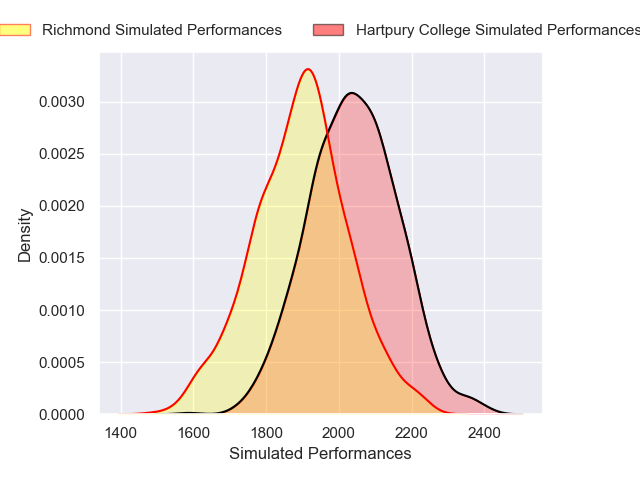 Richmond Simulated Performances
Hartpury College Simulated Performances
0.0030
0.0025
0.0020
0.0015
0.0010
0.0005
0.0000
Density
1400 1600 1800 2000 2200 2400
Simulated Performances